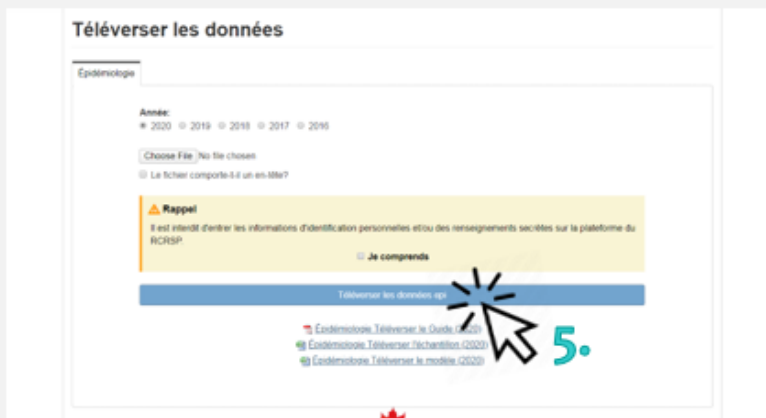 Téléverser les données
Épidémiologie
Année:
2020 2019 2018 2017 2016
Choose File No file chosen
Le fichier comporte-t-il un en-tête?
Rappel
Il est interdit d'entrer les informations d'identification personnelles et/ou des renseignements secrètes sur la plateforme du
RCRSP.
Je comprends
Téléverser les données epi
Épidémiologie Téléverser le Guide (2020)
Épidémiologie Téléverser l'échantillon (2020)
Épidémiologie Téléverser le modèle (2020)
5.